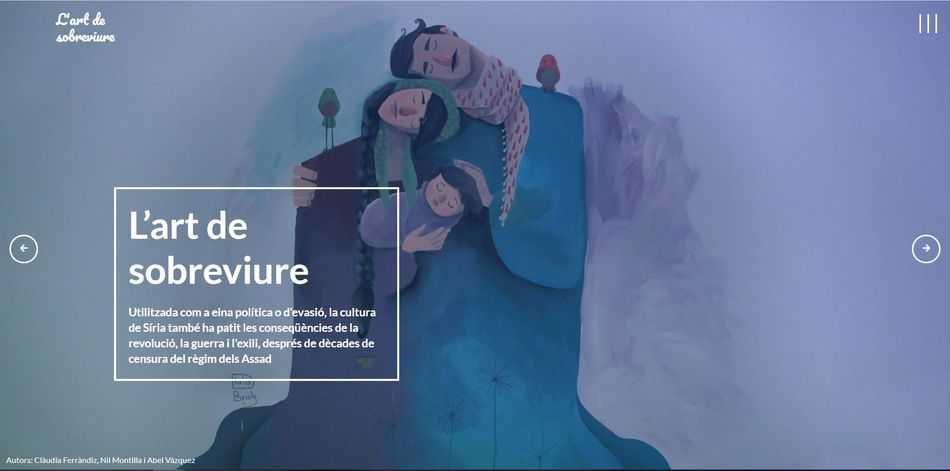 L'art de
sobreviure
L'art de
sobreviure
Utilitzada com a eina política o d'evasió, la cultura
de Síria també ha patit les conseqüències de la
revolució, la guerra i l'exili, després de dècades de
censura del règim dels Assad
Autors: Clàudia Ferràndiz, Nil Montilla i Abel Vázquez